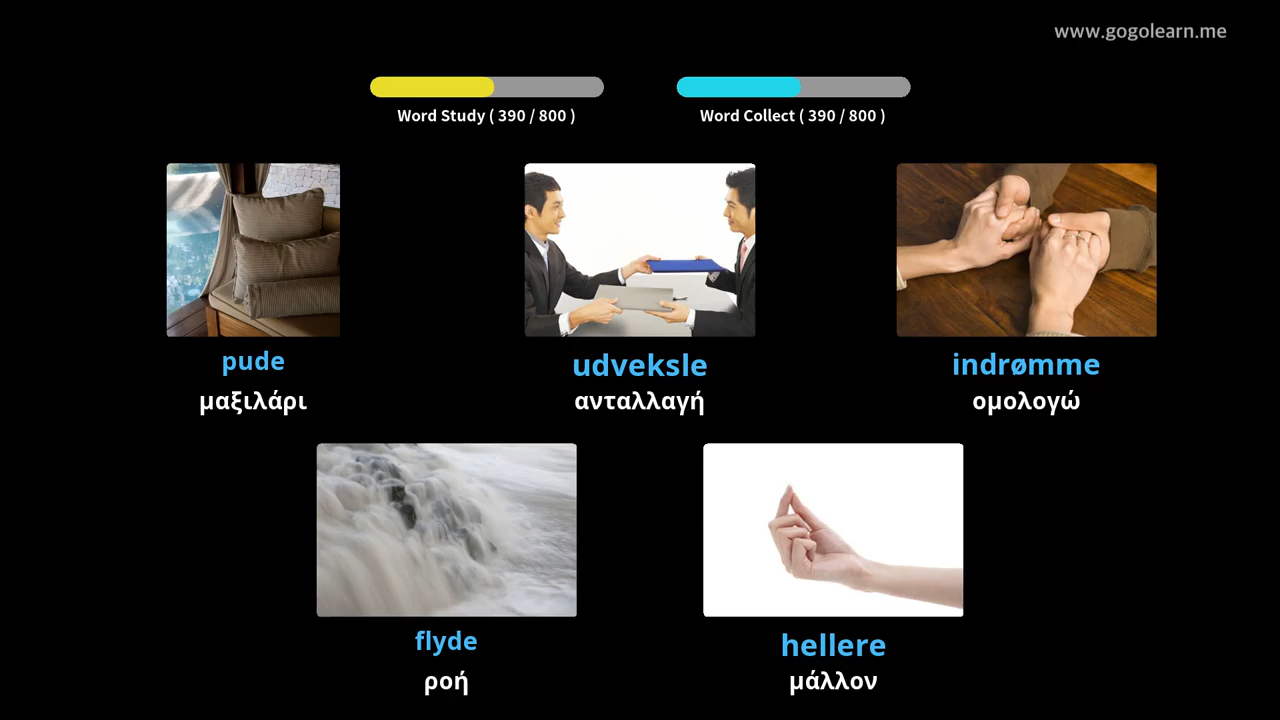 www.gogolearn.me
Word Study ( 390 / 800 )
Word Collect ( 390 / 800 )
pude
μαξιλάρι
udveksle
ανταλλαγή
indrømme
ομολογώ
flyde
ροή
hellere
μάλλον